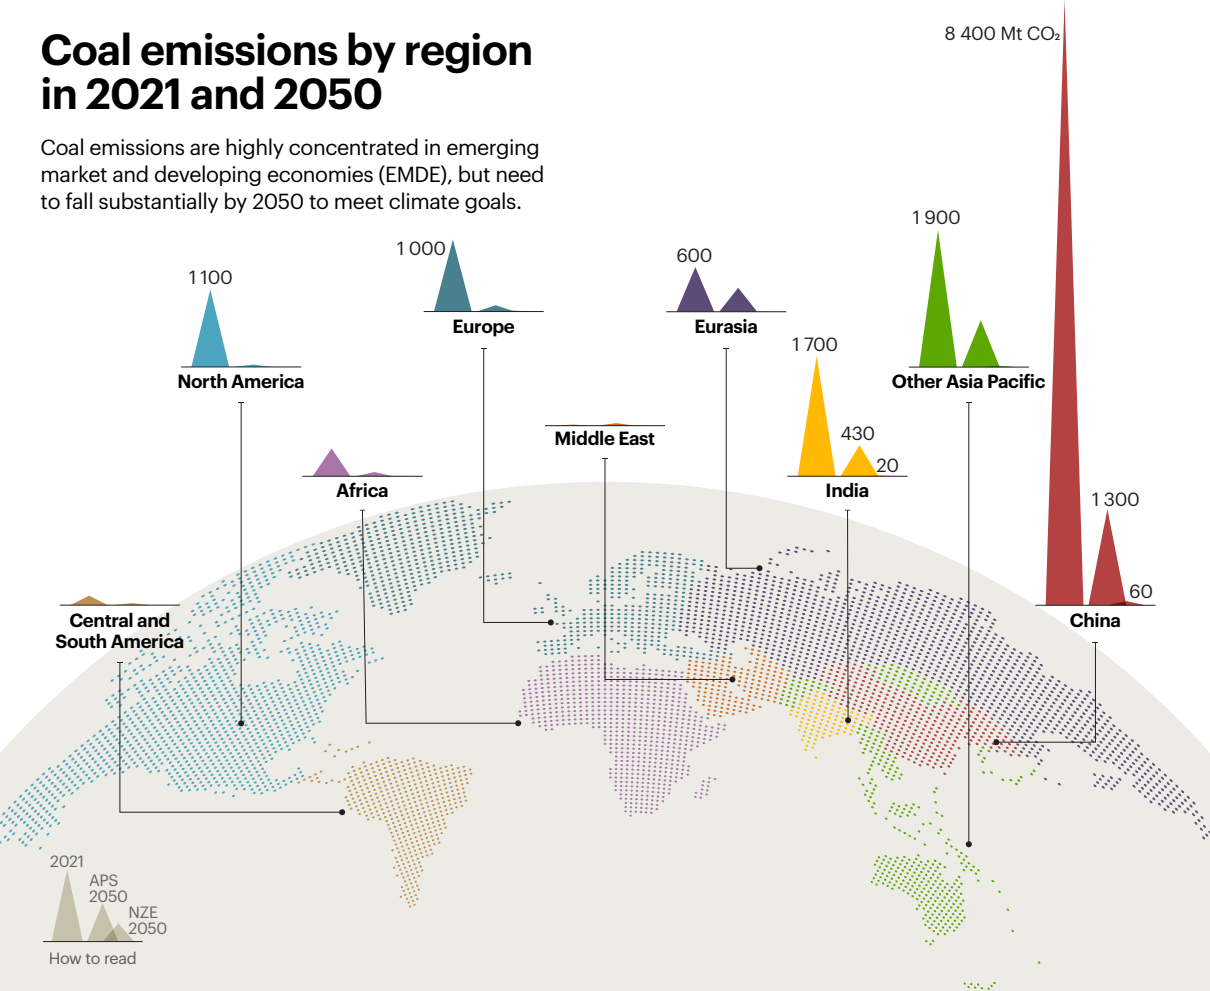 Coal emissions by region
in 2021 and 2050
Coal emissions are highly concentrated in emerging
market and developing economies (EMDE), but need
to fall substantially by 2050 to meet climate goals.
8 400 Mt CO₂
1 900
1 000
600
1 100
Europe
Eurasia
1 700
North America
Other Asia Pacific
430
Middle East
20
Africa
India
1 300
60
Central and
South America
China
2021
APS
2050
NZE
2050
How to read